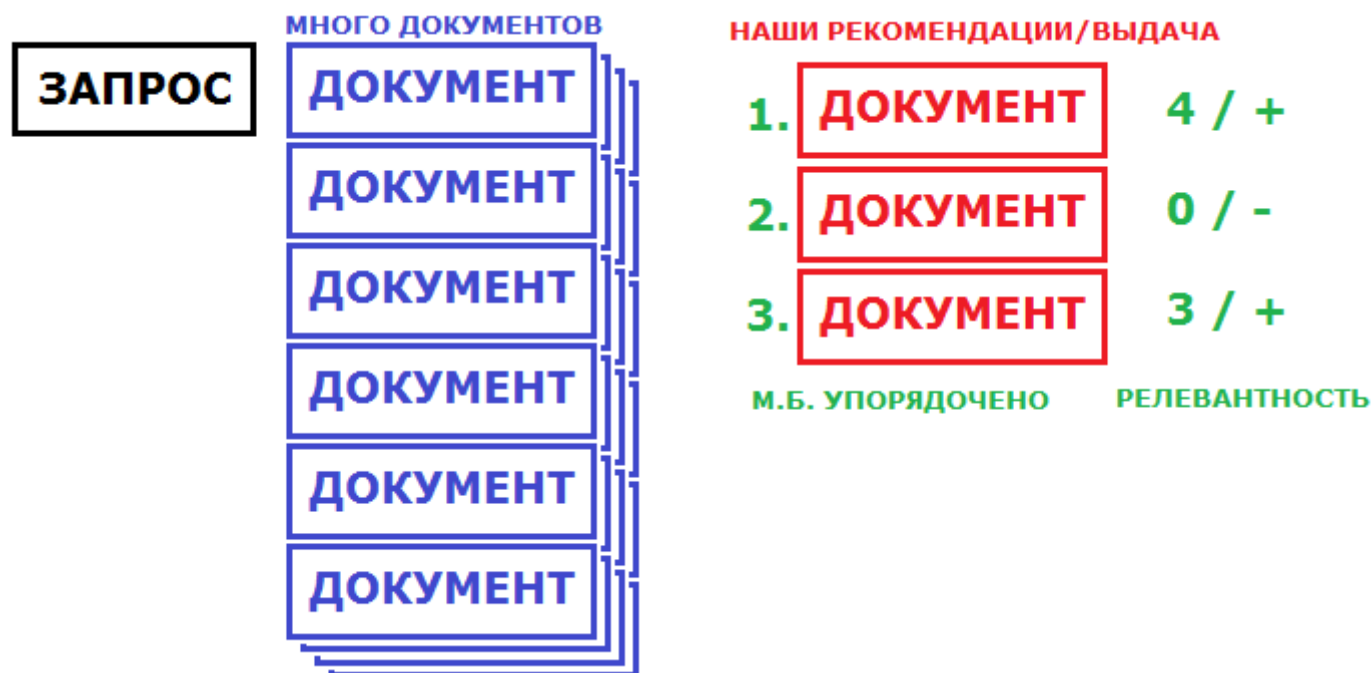 МНОГО ДОКУМЕНТОВ
ЗАПРОС
ДОКУМЕНТ
ДОКУМЕНТ
ДОКУМЕНТ
ДОКУМЕНТ
ДОКУМЕНТ
ДОКУМЕНТ
НАШИ РЕКОМЕНДАЦИИ/ВЫДАЧА
1. ДОКУМЕНТ 4 / +
2. ДОКУМЕНТ 0 / -
3. ДОКУМЕНТ 3 / +
М.Б. УПОРЯДОЧЕНО РЕЛЕВАНТНОСТЬ